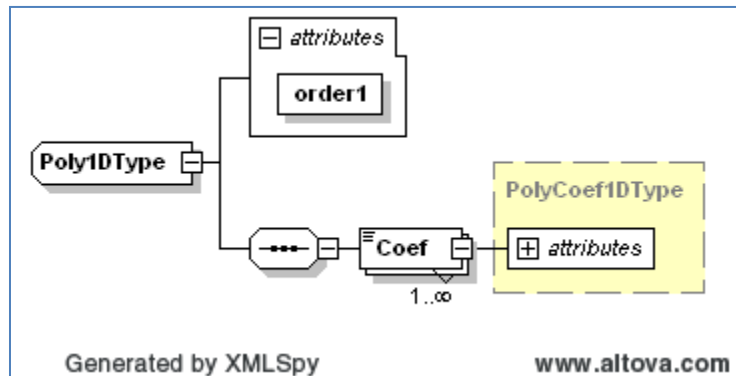 attributes
order1
Poly1DType
PolyCoef1DType
Coef
attributes
1..∞
Generated by XMLSpy www.altova.com